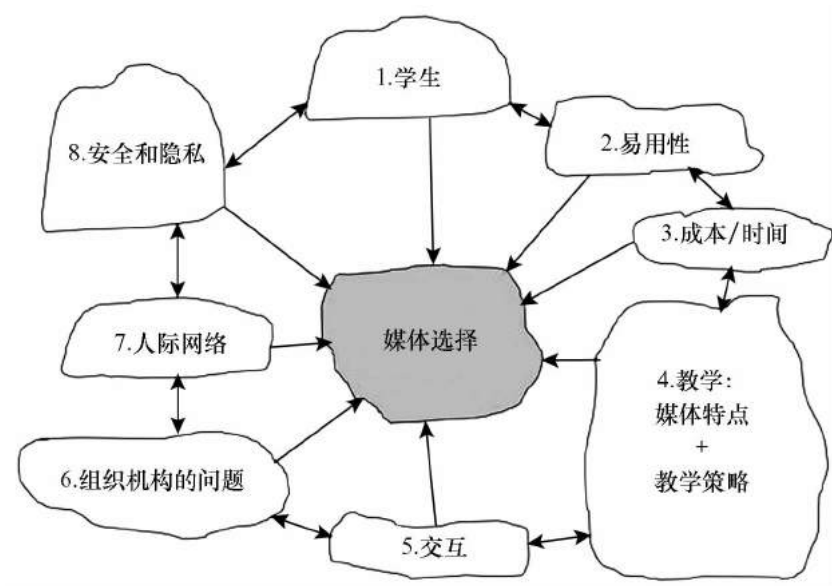 1.学生
2.易用性
3.成本/时间
4.教学：
媒体特点
+
教学策略
5.交互
6.组织机构的问题
7.人际网络
8.安全和隐私
媒体选择